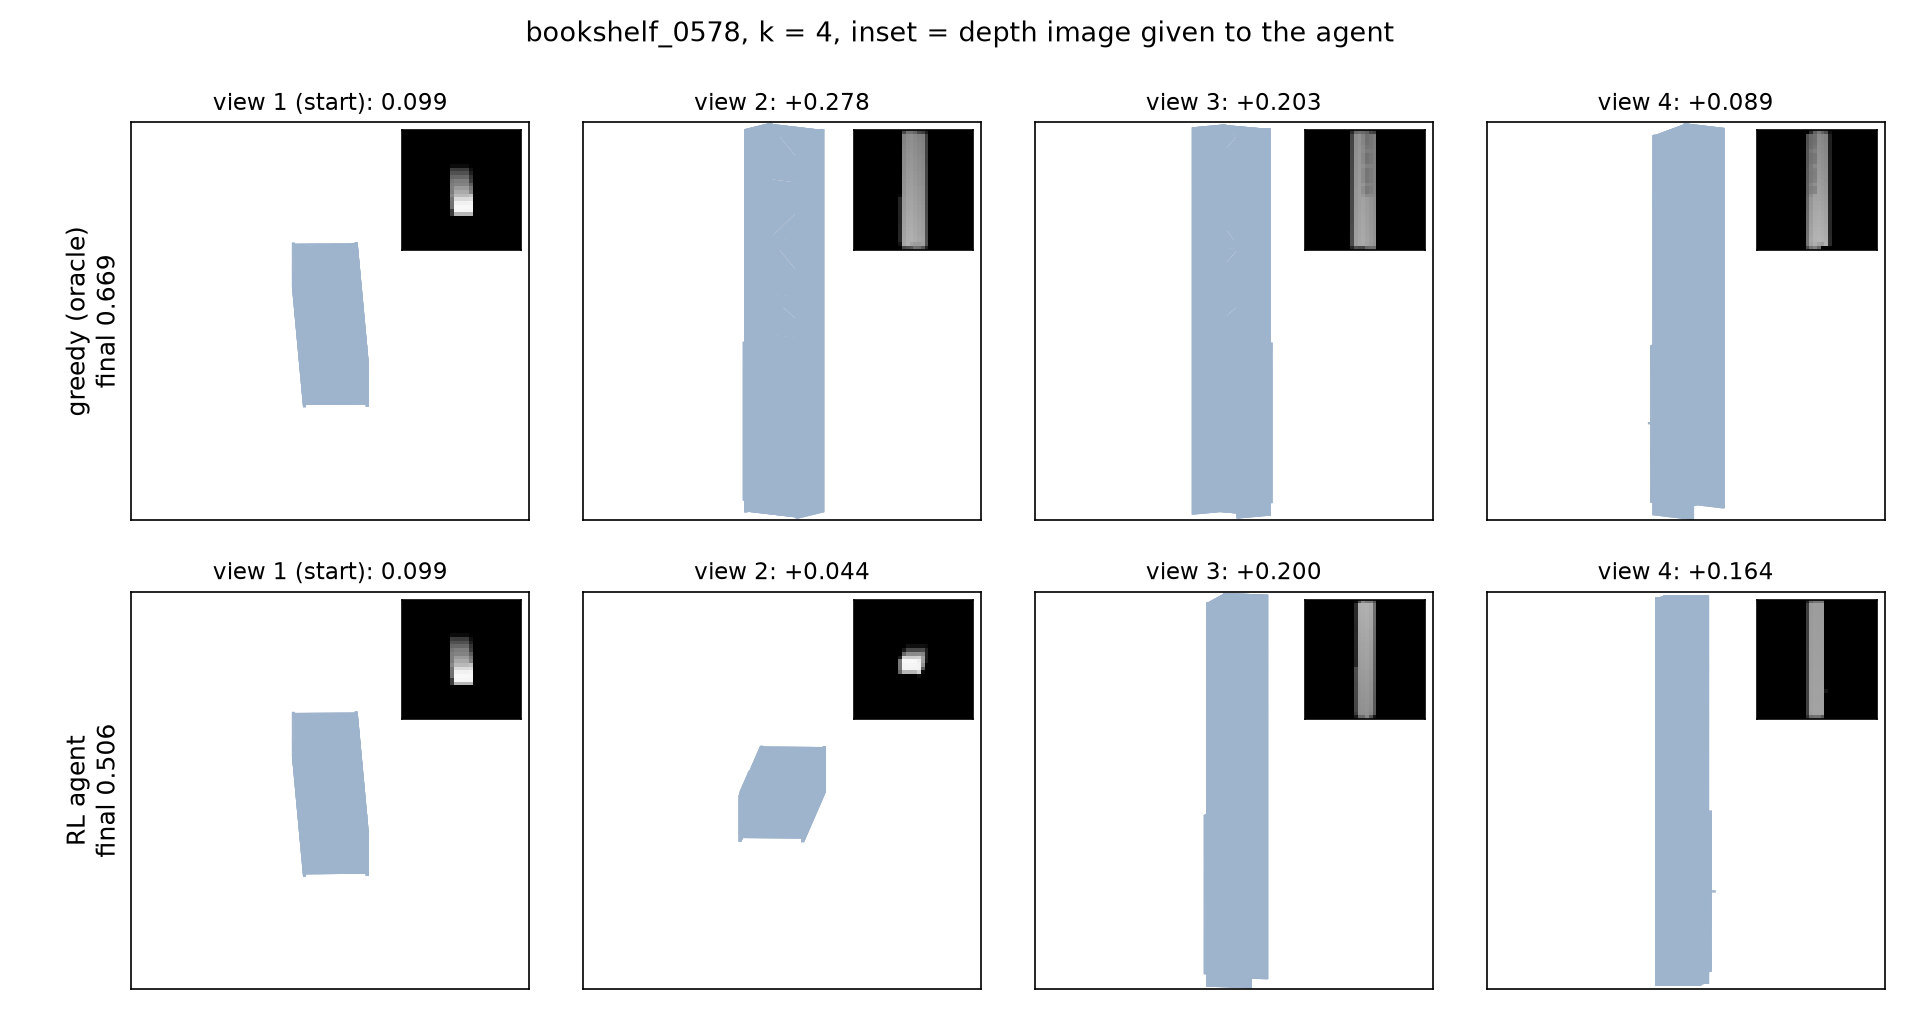 bookshelf_0578, k = 4, inset = depth image given to the agent
view 1 (start): 0.099
view 2: +0.278
view 3: +0.203
view 4: +0.089
greedy (oracle)
final 0.669
view 1 (start): 0.099
view 2: +0.044
view 3: +0.200
view 4: +0.164
RL agent
final 0.506